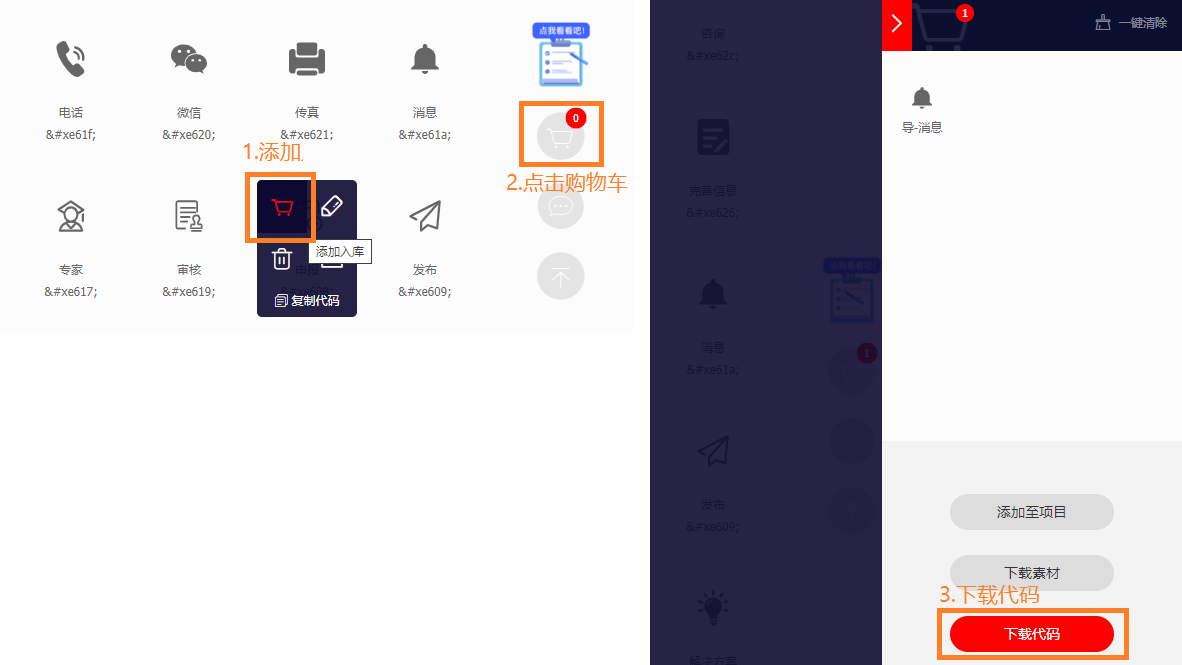 点我看看吧!
电话
微信
传真
消息
&#xe61f;
&#xe620;
&#xe621;
&#xe61a;
0
1.添加
2.点击购物车
添加入库
专家
审核
申报
发布
&#xe617;
&#xe619;
&#xe608;
&#xe609;
复制代码
咨询
&#xe62c;
完善信息
&#xe626;
点我看看吧!
消息
&#xe61a;
1
发布
&#xe609;
解决方案
1
一键清除
导-消息
添加至项目
下载素材
3.下载代码
下载代码